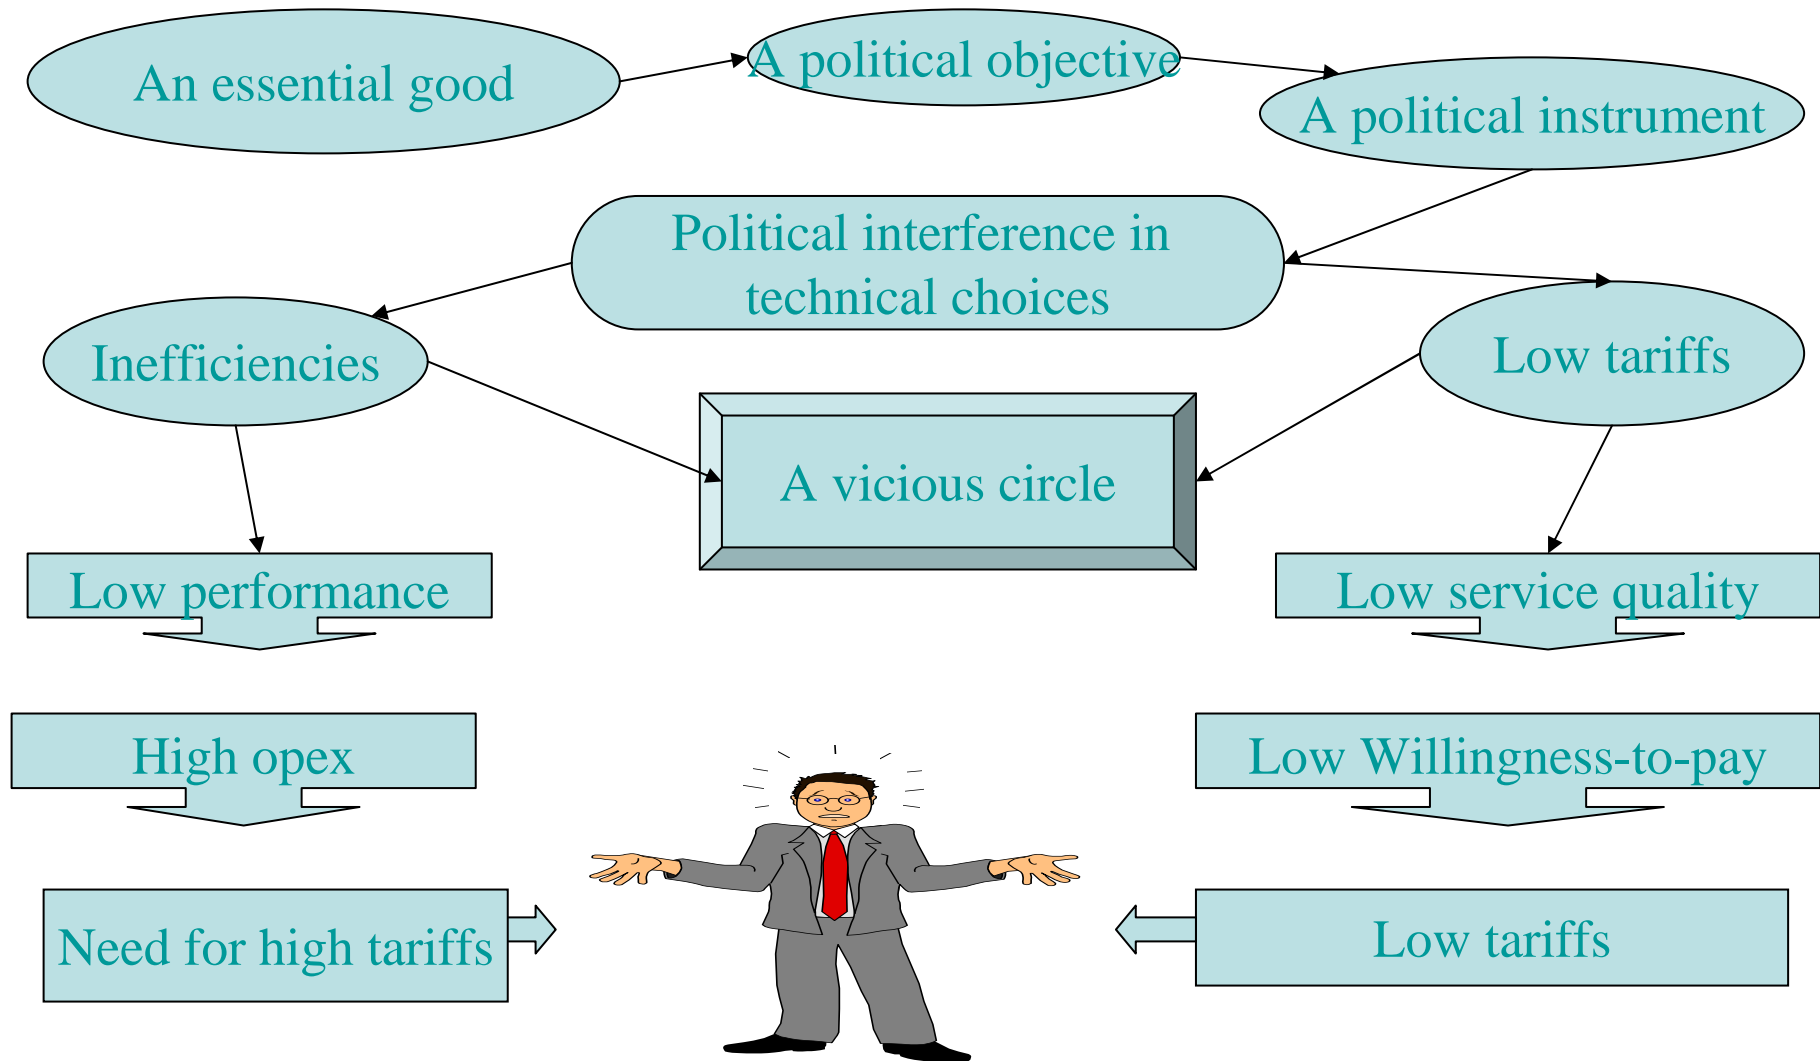 An essential good
A political objective
A political instrument
Political interference in
technical choices
Inefficiencies
Low tariffs
A vicious circle
Low performance
Low service quality
High opex
Low Willingness-to-pay
Need for high tariffs
Low tariffs